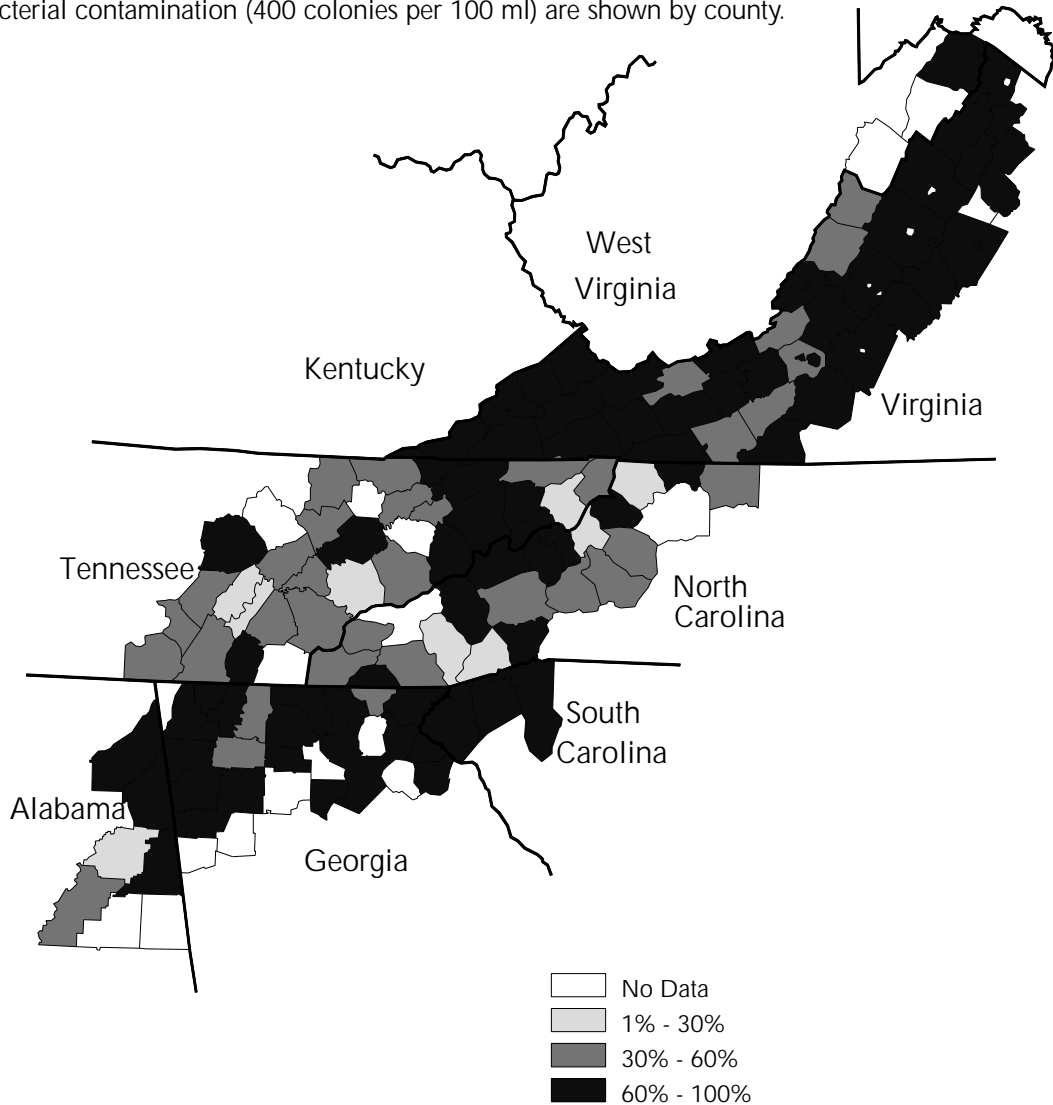 cterial contamination (400 colonies per 100 ml) are shown by county.
West
Virginia
Kentucky
Virginia
Tennessee
North
Carolina
South
Carolina
Alabama
Georgia
No Data
1% - 30%
30% - 60%
60% - 100%